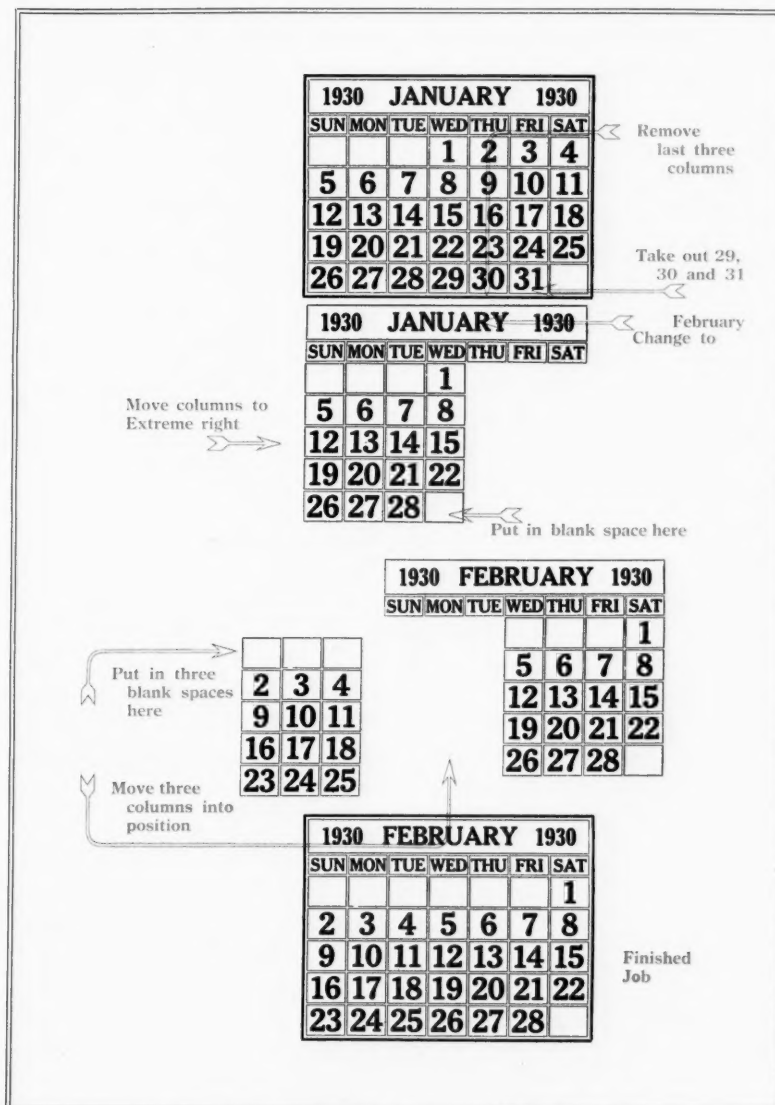 1930 JANUARY 1930
SUN MON TUE WED THU FRI SAT
1 2 3 4
5 6 7 8 9 10 11
12 13 14 15 16 17 18
19 20 21 22 23 24 25
26 27 28 29 30 31
Remove
last three
columns
Take out 29,
30 and 31
1930 JANUARY 1930
SUN MON TUE WED THU FRI SAT
1
5 6 7 8
12 13 14 15
19 20 21 22
26 27 28
February
Change to
Move columns to
Extreme right
Put in blank space here
1930 FEBRUARY 1930
SUN MON TUE WED THU FRI SAT
1
5 6 7 8
12 13 14 15
19 20 21 22
26 27 28
Put in three
blank spaces
here
2 3 4
9 10 11
16 17 18
23 24 25
Move three
columns into
position
1930 FEBRUARY 1930
SUN MON TUE WED THU FRI SAT
1
2 3 4 5 6 7 8
9 10 11 12 13 14 15
16 17 18 19 20 21 22
23 24 25 26 27 28
Finished
Job